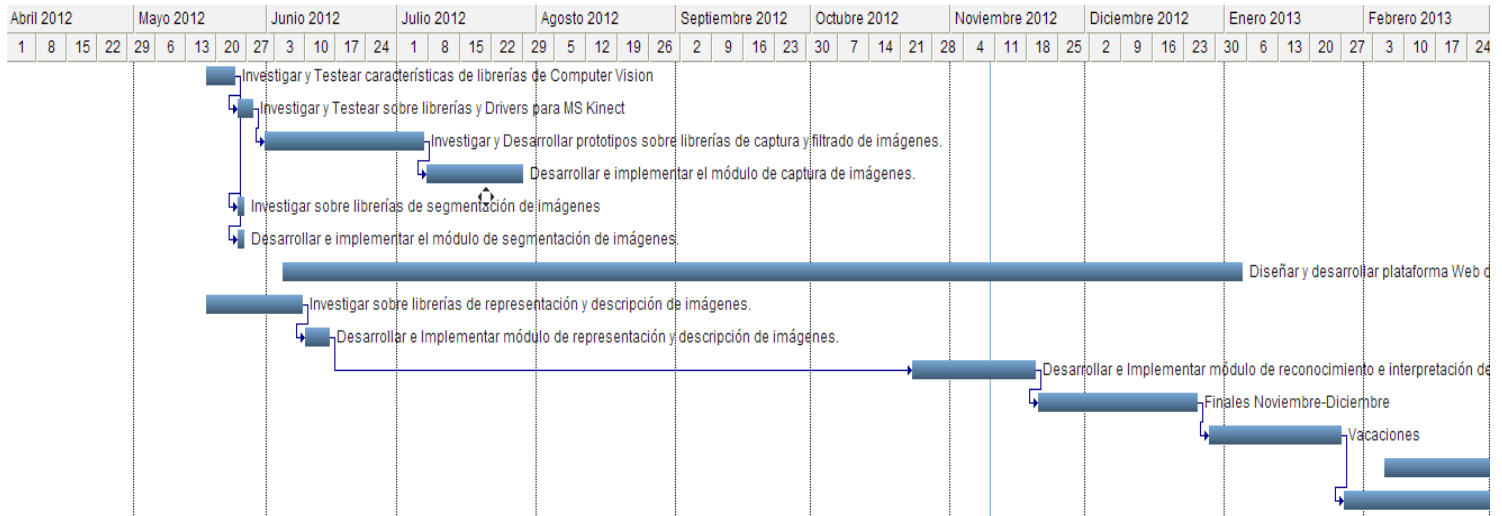 Abril 2012 Mayo 2012 Junio 2012 Julio 2012 Agosto 2012 Septiembre 2012 Octubre 2012 Noviembre 2012 Diciembre 2012 Enero 2013 Febrero 2013
1 8 15 22 29 6 13 20 27 3 10 17 24 1 8 15 22 29 5 12 19 26 2 9 16 23 30 7 14 21 28 4 11 18 25 2 9 16 23 30 6 13 20 27 3 10 17 24
Investigar y Testear características de librerías de Computer Vision
Investigar y Testear sobre librerías y Drivers para MS Kinect
Investigar y Desarrollar prototipos sobre librerías de captura y filtrado de imágenes.
Desarrollar e implementar el módulo de captura de imágenes.
Investigar sobre librerías de segmentación de imágenes
Desarrollar e implementar el módulo de segmentación de imágenes.
Diseñar y desarrollar plataforma Web
Investigar sobre librerías de representación y descripción de imágenes.
Desarrollar e Implementar módulo de representación y descripción de imágenes.
Desarrollar e Implementar módulo de reconocimiento e interpretación de
Finales Noviembre-Diciembre
Vacaciones